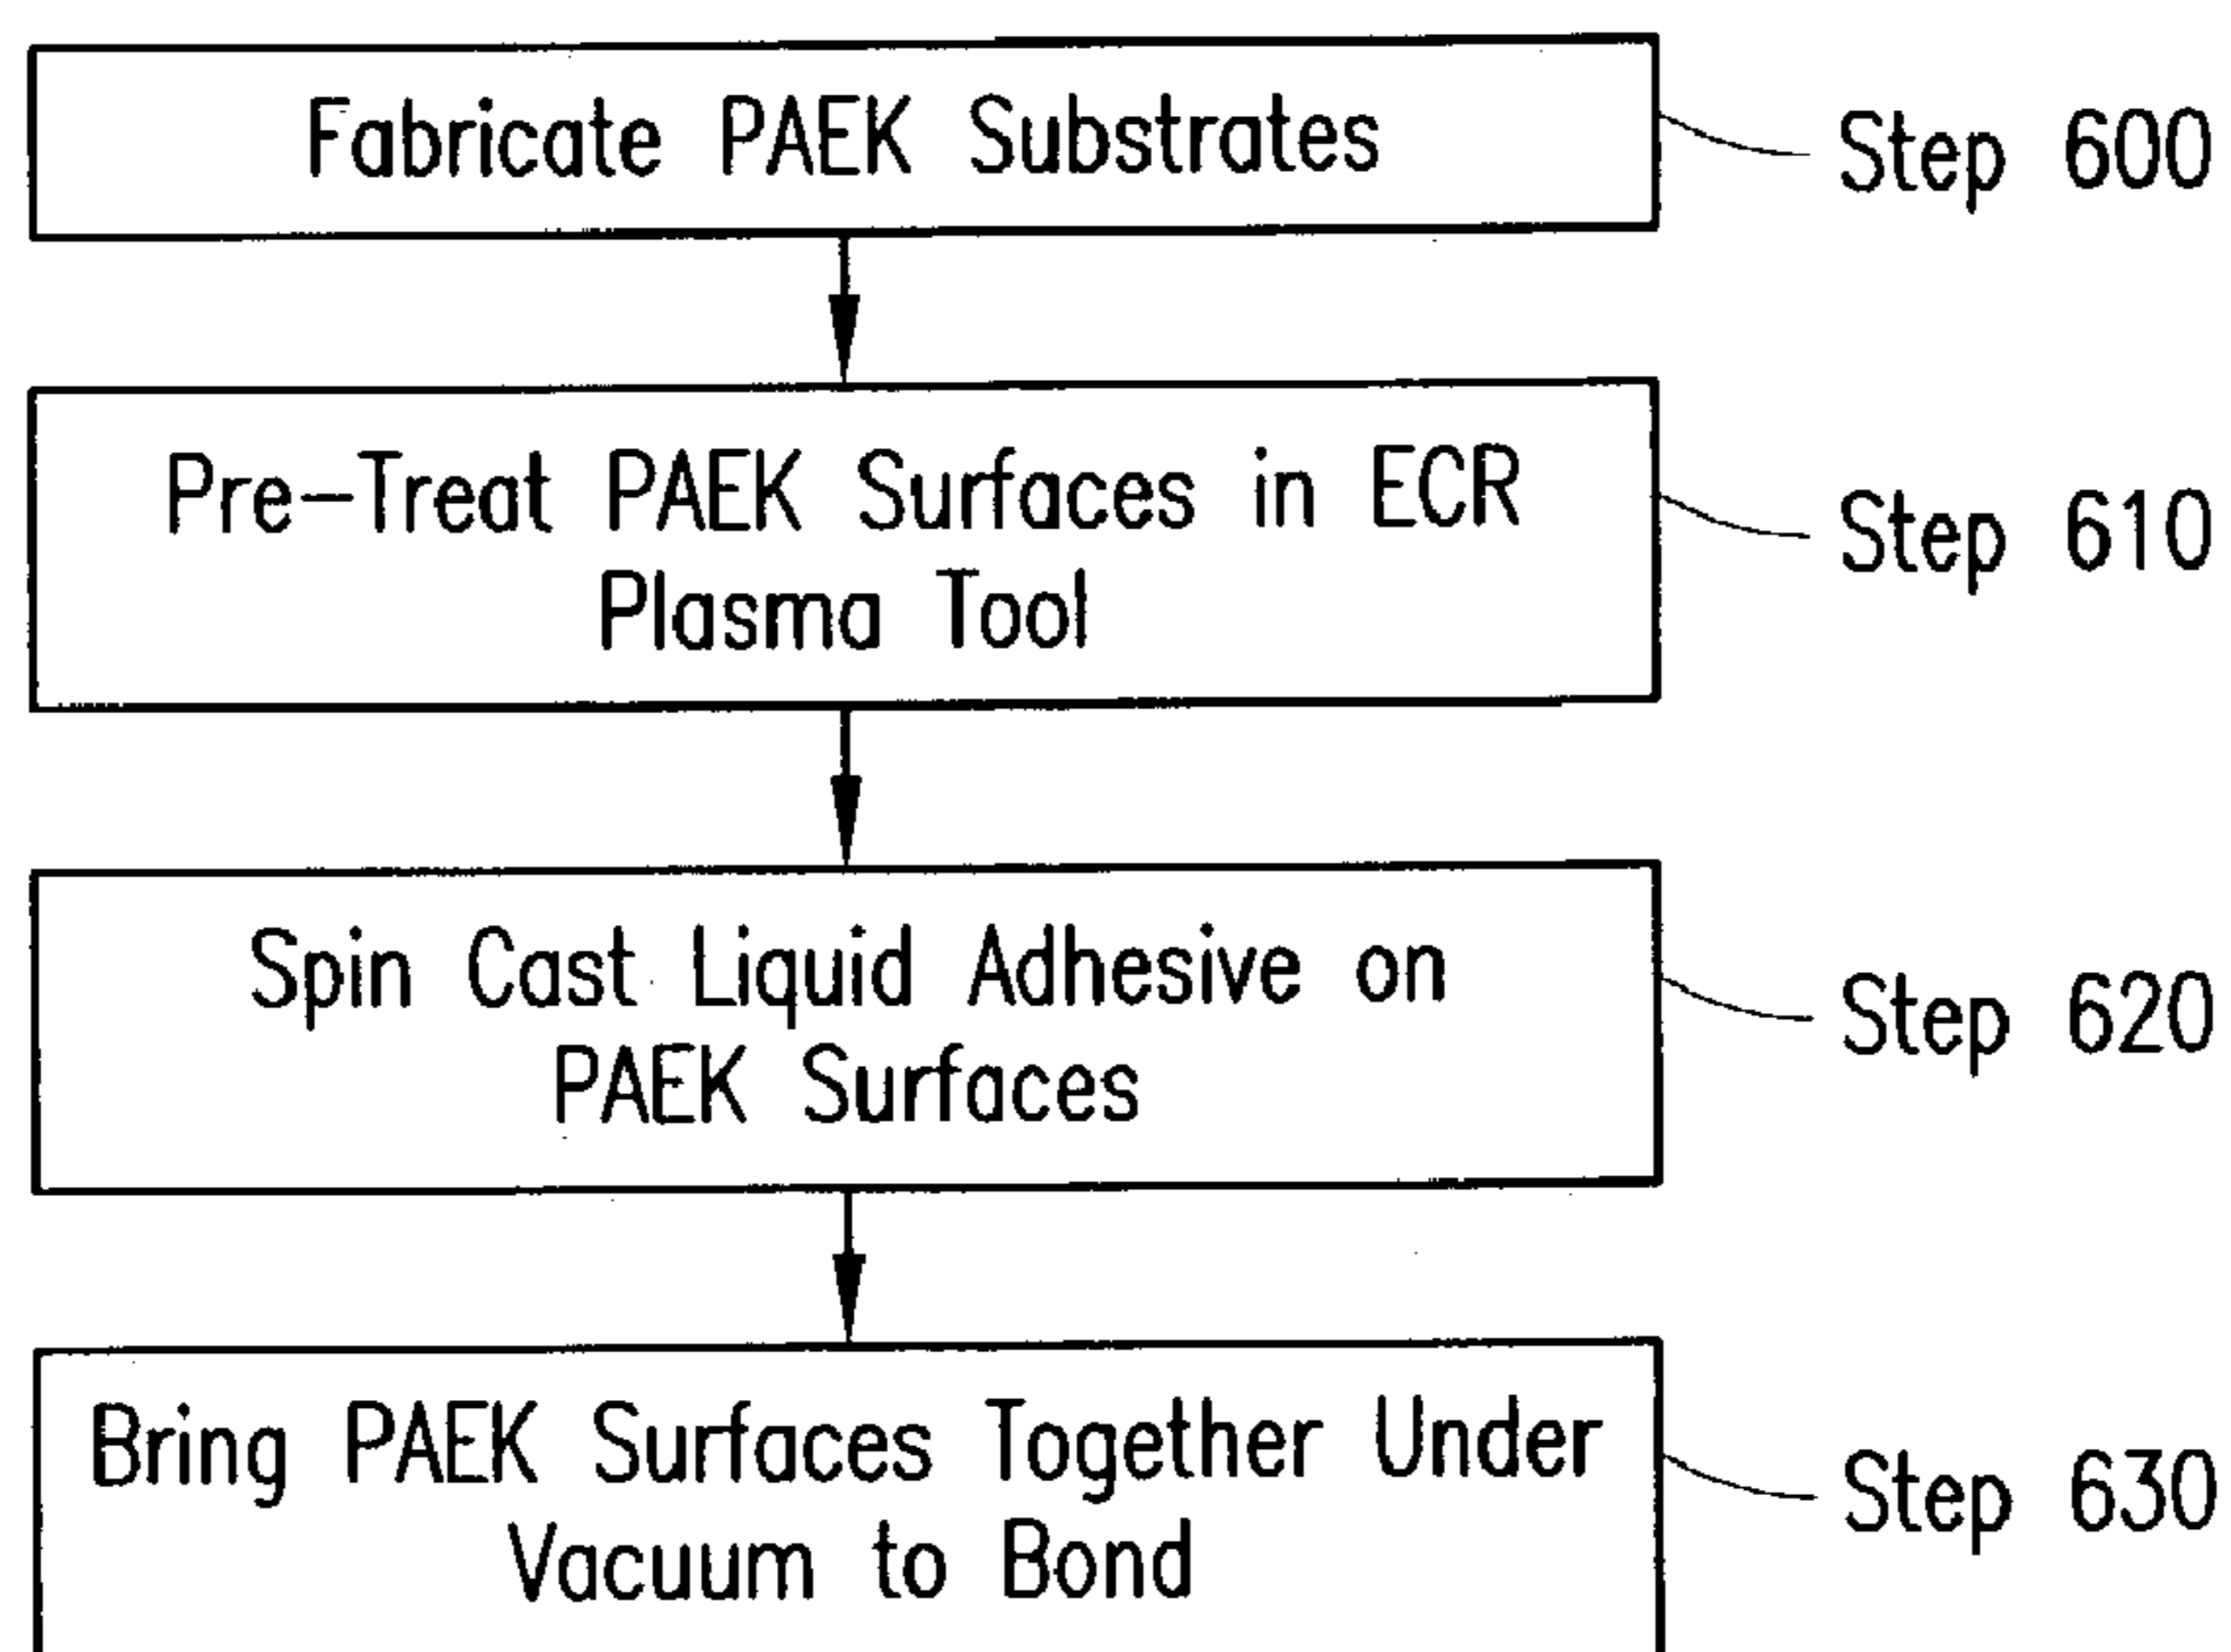 Fabricate PAEK Substrates
Step 600
Pre-Treat PAEK Surfaces in ECR
Plasma Tool
Step 610
Spin Cast Liquid Adhesive on
PAEK Surfaces
Step 620
Bring PAEK Surfaces Together Under
Vacuum to Bond
Step 630